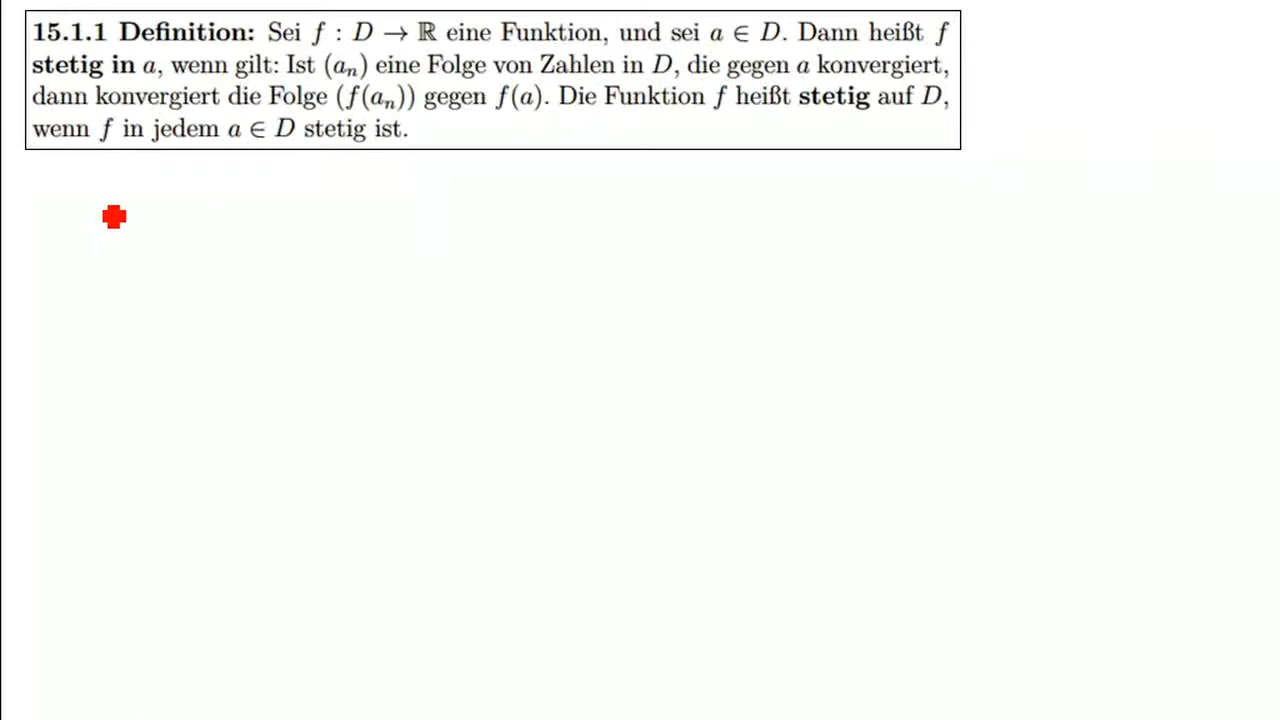 15.1.1 Definition: Sei f : D → ℝ eine Funktion, und sei a ∈ D. Dann heißt f
stetig in a, wenn gilt: Ist (aₙ) eine Folge von Zahlen in D, die gegen a konvergiert,
dann konvergiert die Folge (f(aₙ)) gegen f(a). Die Funktion f heißt stetig auf D,
wenn f in jedem a ∈ D stetig ist.